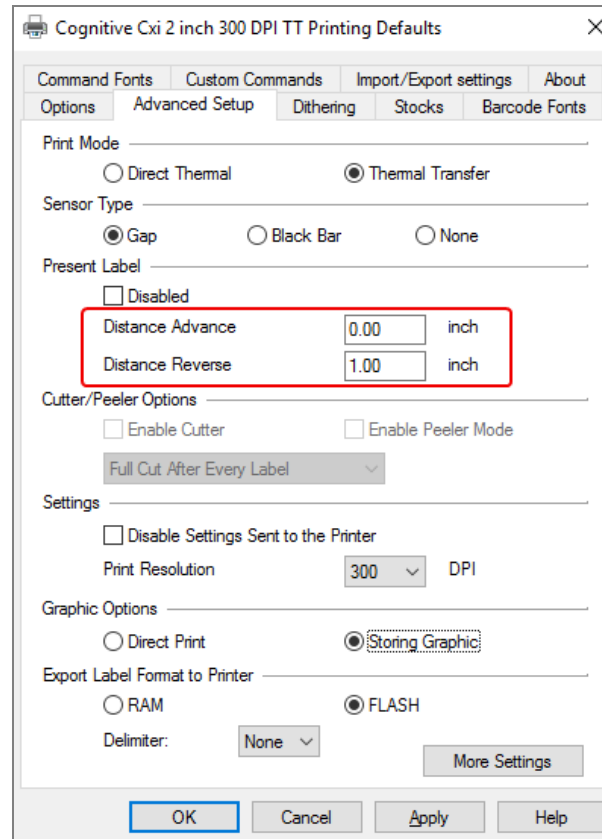 Cognitive Cxi 2 inch 300 DPI TT Printing Defaults
Command Fonts Custom Commands Import/Export settings About
Options Advanced Setup Dithering Stocks Barcode Fonts
Print Mode
Direct Thermal Thermal Transfer
Sensor Type
Gap Black Bar None
Present Label
Disabled
Distance Advance 0.00 inch
Distance Reverse 1.00 inch
Cutter/Peeler Options
Enable Cutter Enable Peeler Mode
Full Cut After Every Label
Settings
Disable Settings Sent to the Printer
Print Resolution 300 DPI
Graphic Options
Direct Print Storing Graphic
Export Label Format to Printer
RAM FLASH
Delimiter: None
More Settings
OK Cancel Apply Help